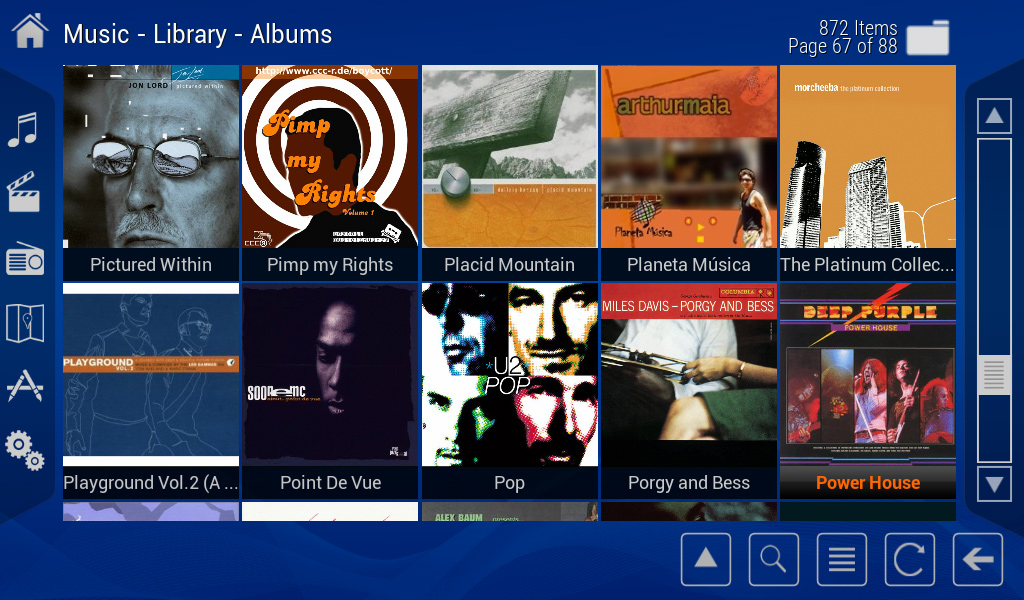 Music - Library - Albums
872 Items
Page 67 of 88
JON LORD pictured within
http://www.ccc-r.de/boycott/
Pimp
my
Rights
Volume 1
arthurmaia
Planeta Música
morcheeba the platinum collection
Pictured Within
Pimp my Rights
Placid Mountain
Planeta Música
The Platinum Collec...
PLAYGROUND
VOL. 2
U2
POP
COLUMBIA
MILES DAVIS – PORGY AND BESS
DEEP PURPLE
POWER HOUSE
Playground Vol.2 (A ...
Point De Vue
Pop
Porgy and Bess
Power House
ALEX BAUM presents